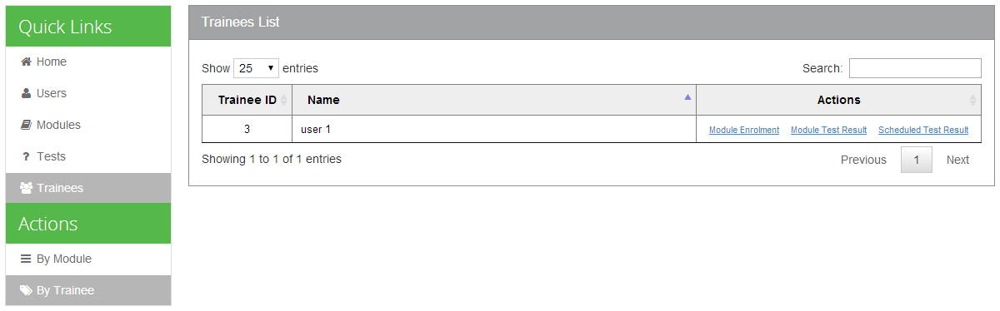 Quick Links
Home
Users
Modules
? Tests
Trainees
Actions
By Module
By Trainee
Trainees List
Show 25 entries Search:
Trainee ID Name Actions
3 user 1 Module Enrolment Module Test Result Scheduled Test Result
Showing 1 to 1 of 1 entries Previous 1 Next